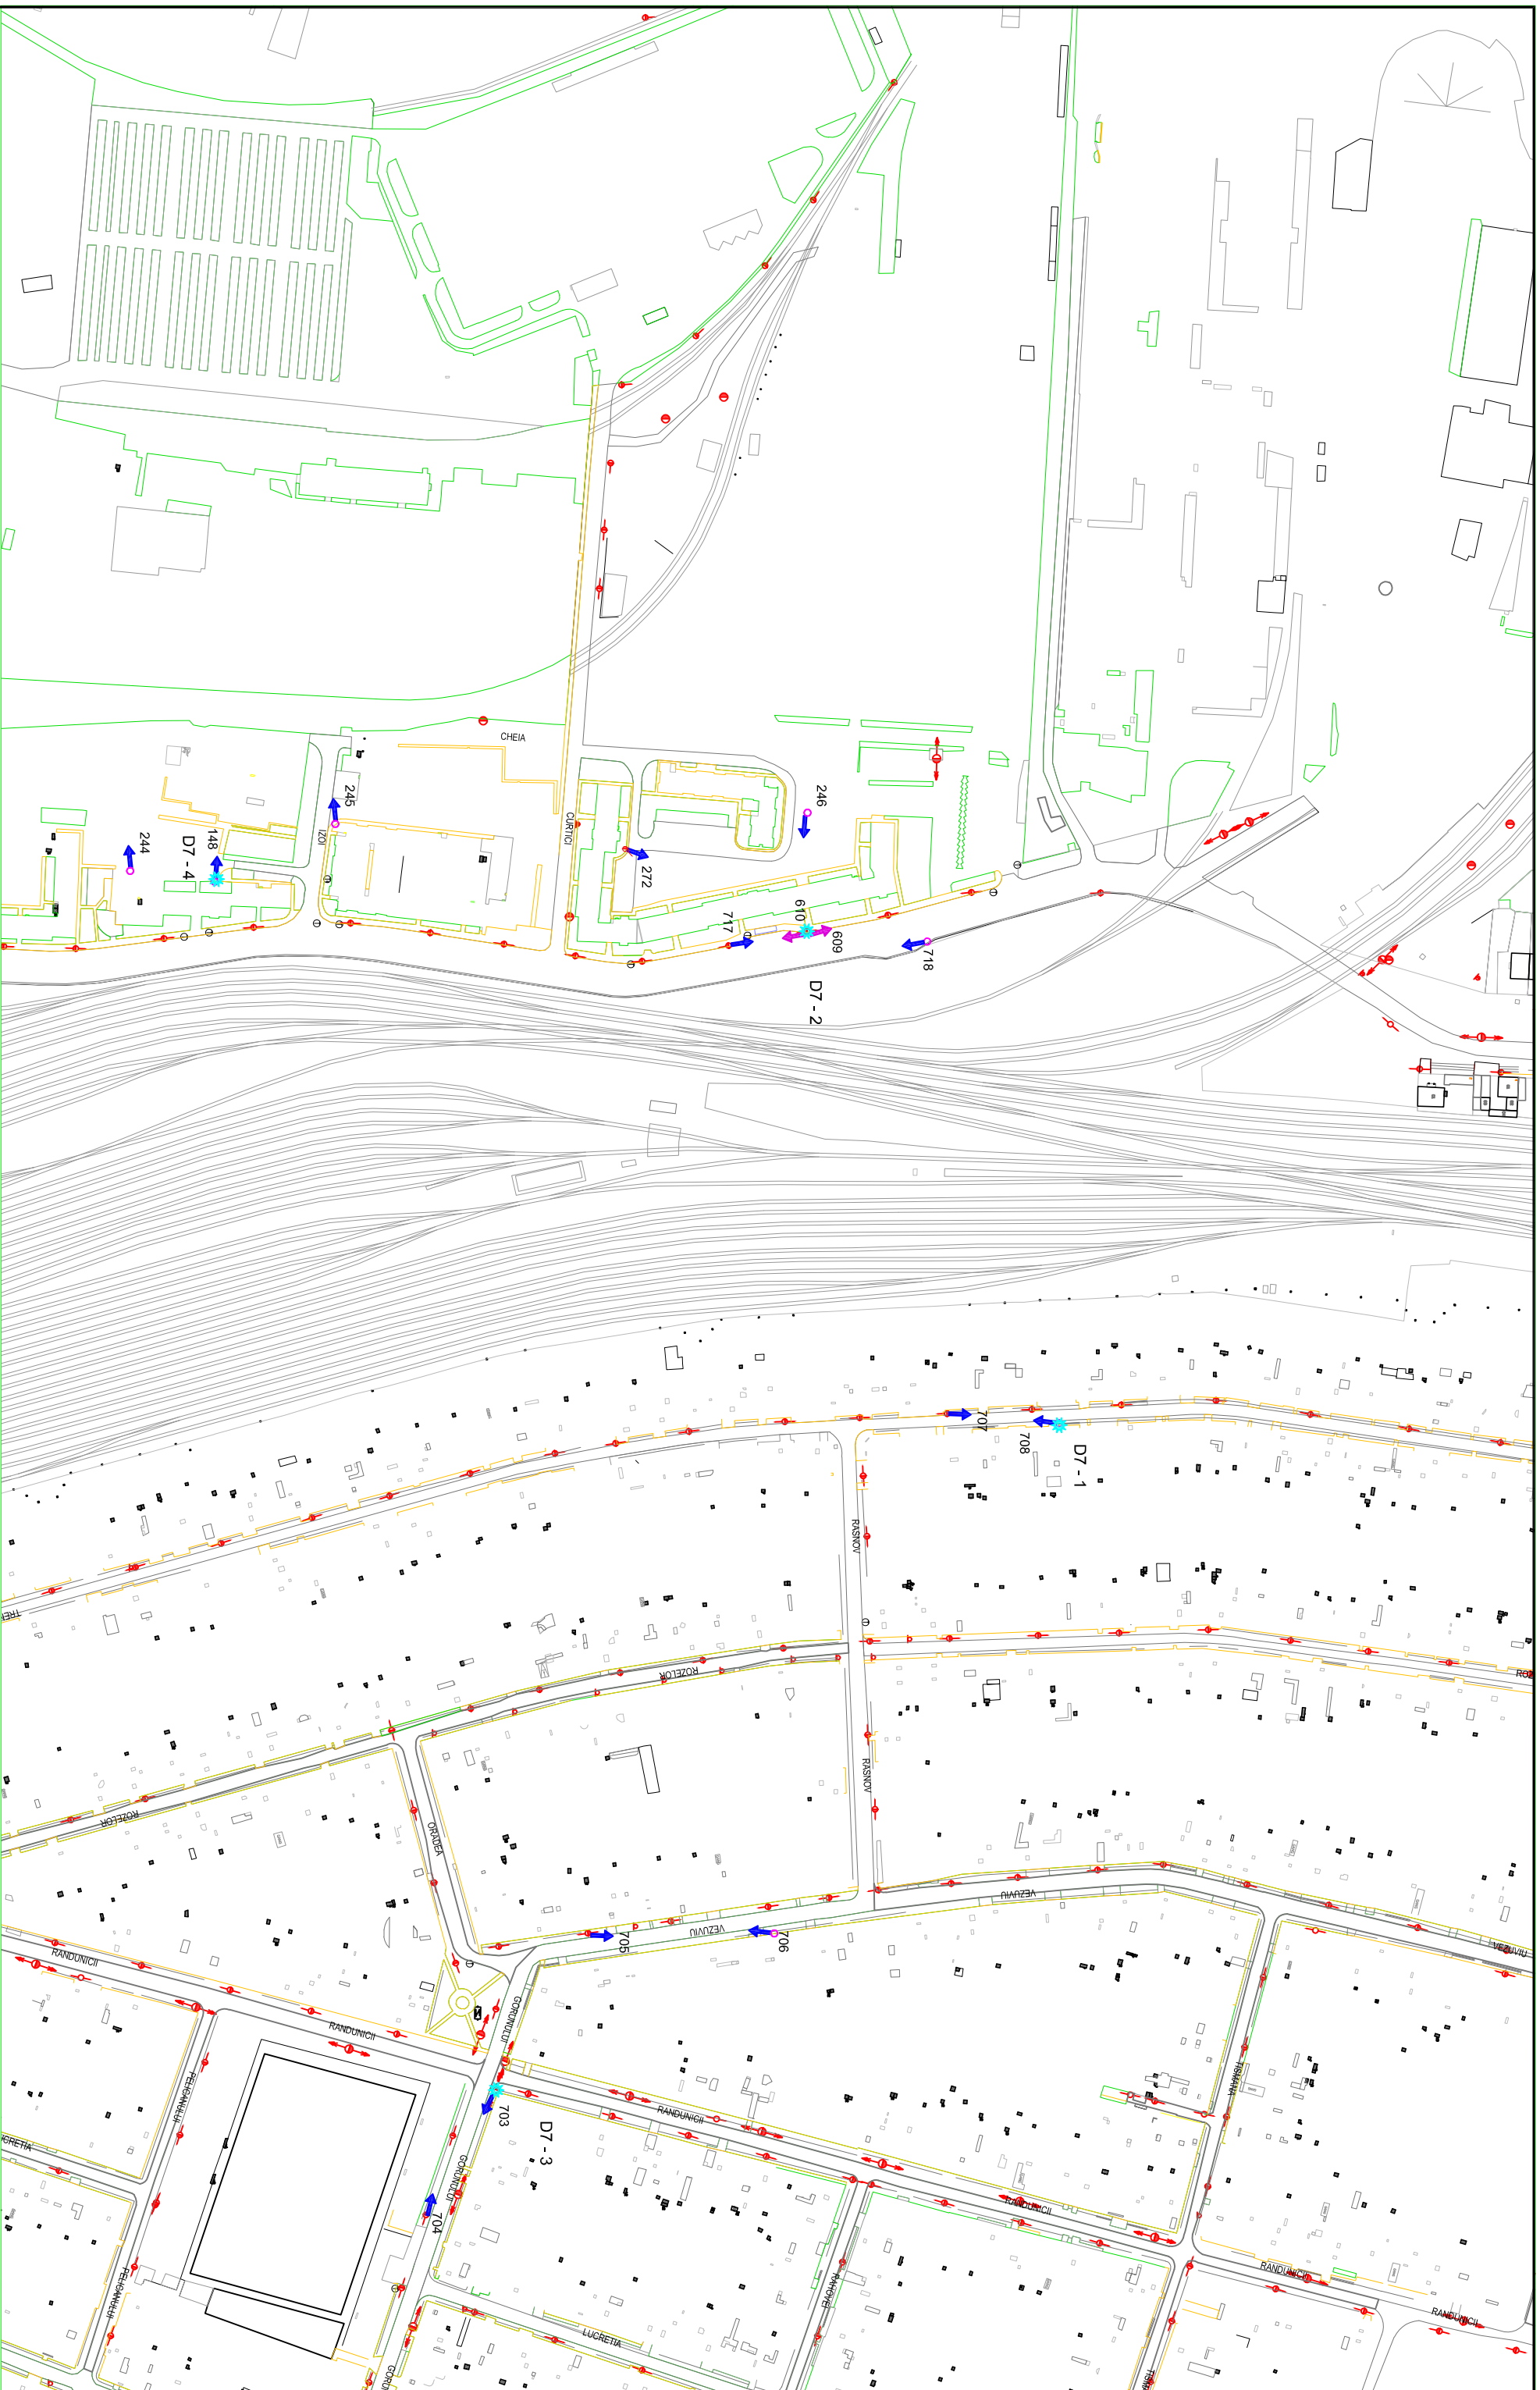 CHEIA
245
246
IZOI
CURTICI
148
244
D7 - 4
272
717
610
609
718
D7 - 2
707
708
D7 - 1
RASNOV
ROZELOR
RASNOV
ROZELOR
ORADEA
VEZUVIU
VEZUVIU
705
706
VEZUVIU
RANDUNICII
GORUNULUI
RANDUNICII
PELICANULUI
TISMANA
703
RANDUNICII
D7 - 3
GORUNULUI
RANDUNICII
704
RANDUNICII
PELICANULUI
RANDUNICII
LUCRETIA